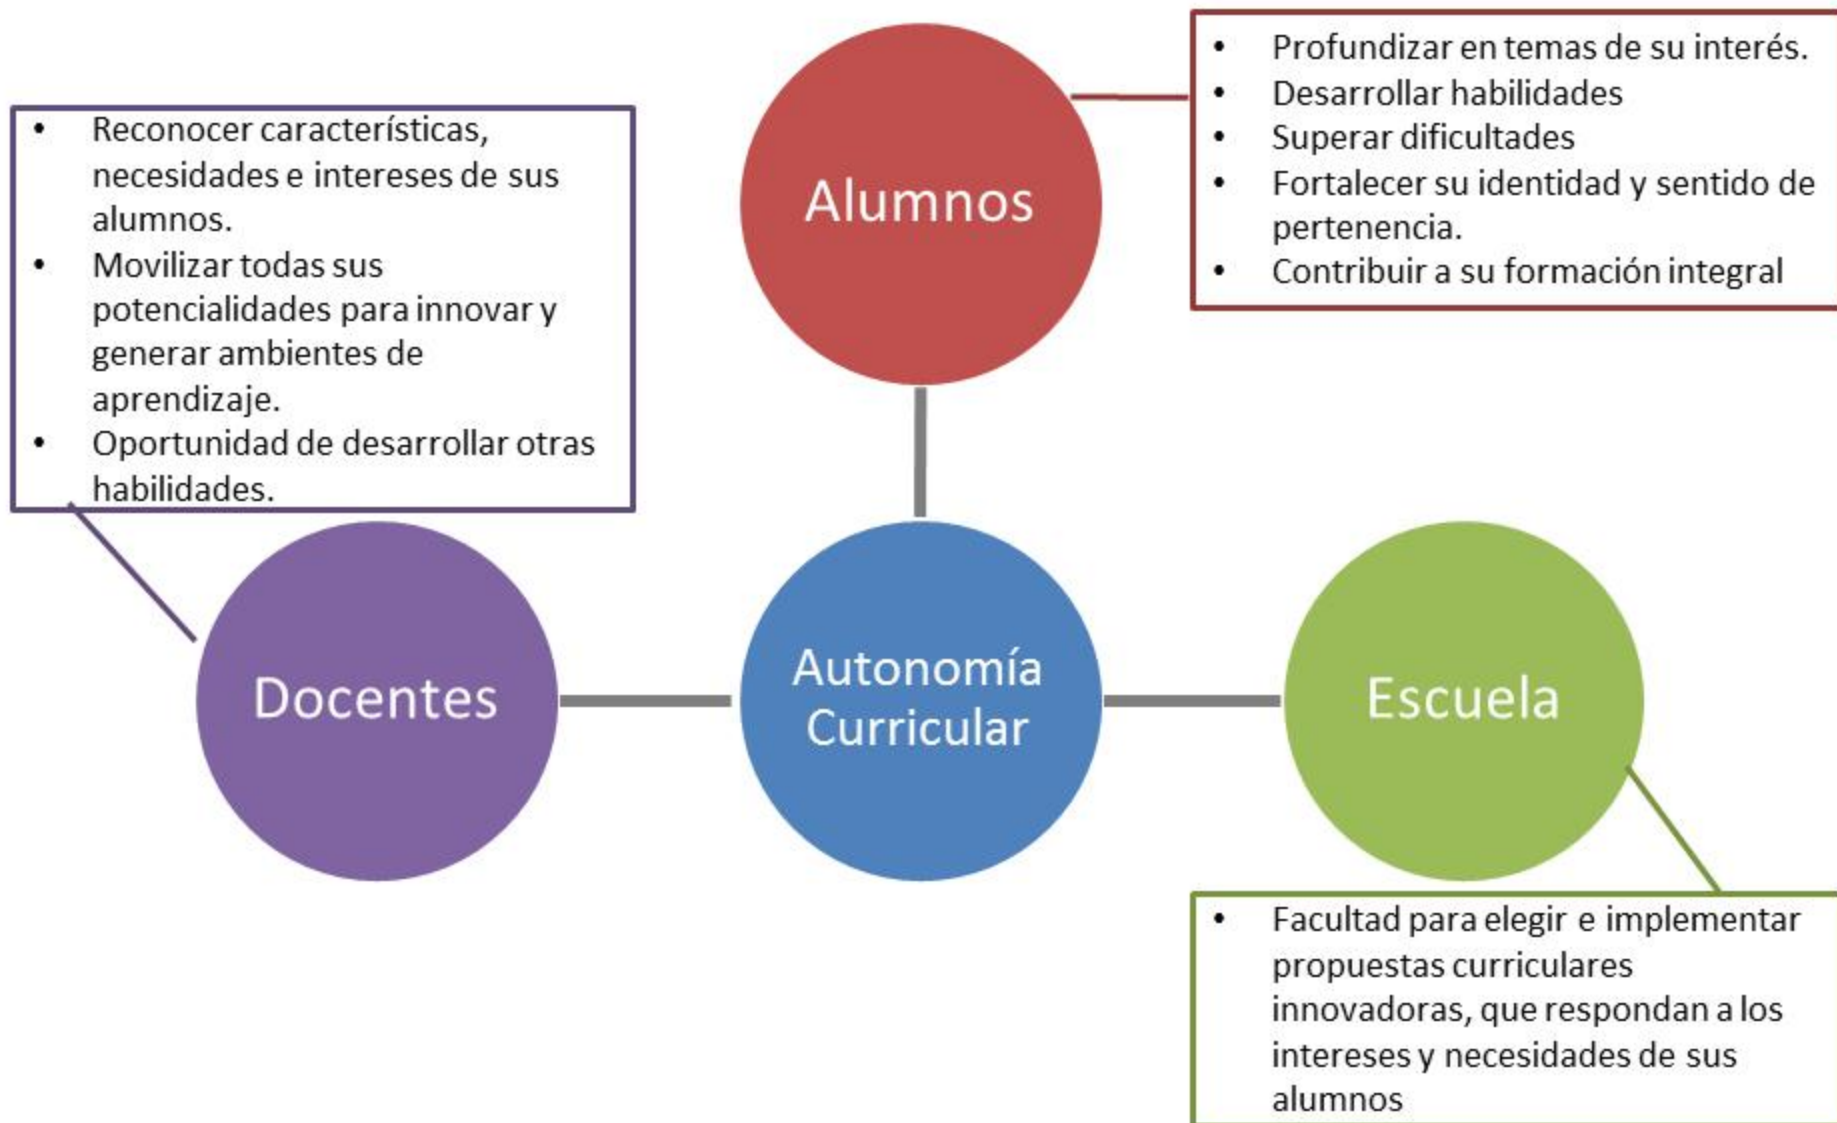 Alumnos
• Profundizar en temas de su interés.
• Desarrollar habilidades
• Superar dificultades
• Fortalecer su identidad y sentido de
pertenencia.
• Contribuir a su formación integral
• Reconocer características,
necesidades e intereses de sus
alumnos.
• Movilizar todas sus
potencialidades para innovar y
generar ambientes de
aprendizaje.
• Oportunidad de desarrollar otras
habilidades.
Docentes
Autonomía
Curricular
Escuela
• Facultad para elegir e implementar
propuestas curriculares
innovadoras, que respondan a los
intereses y necesidades de sus
alumnos